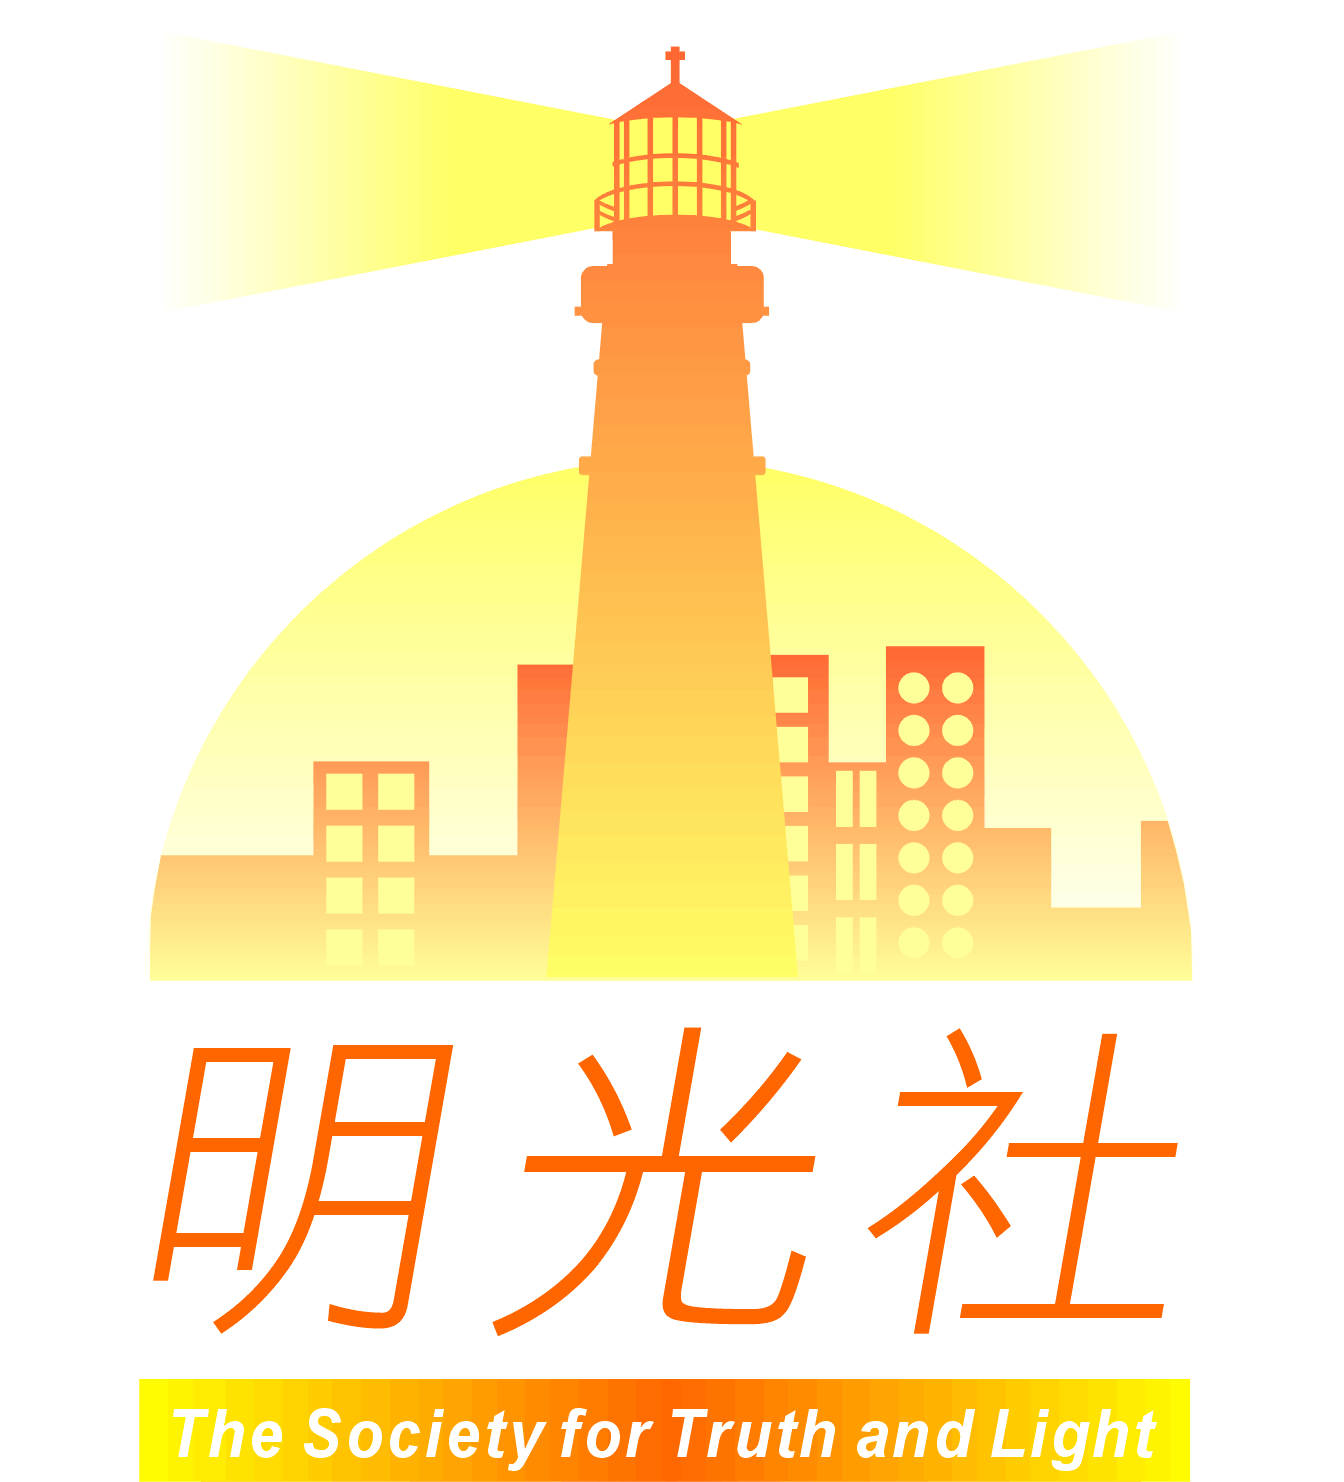 明光社
The Society for Truth and Light